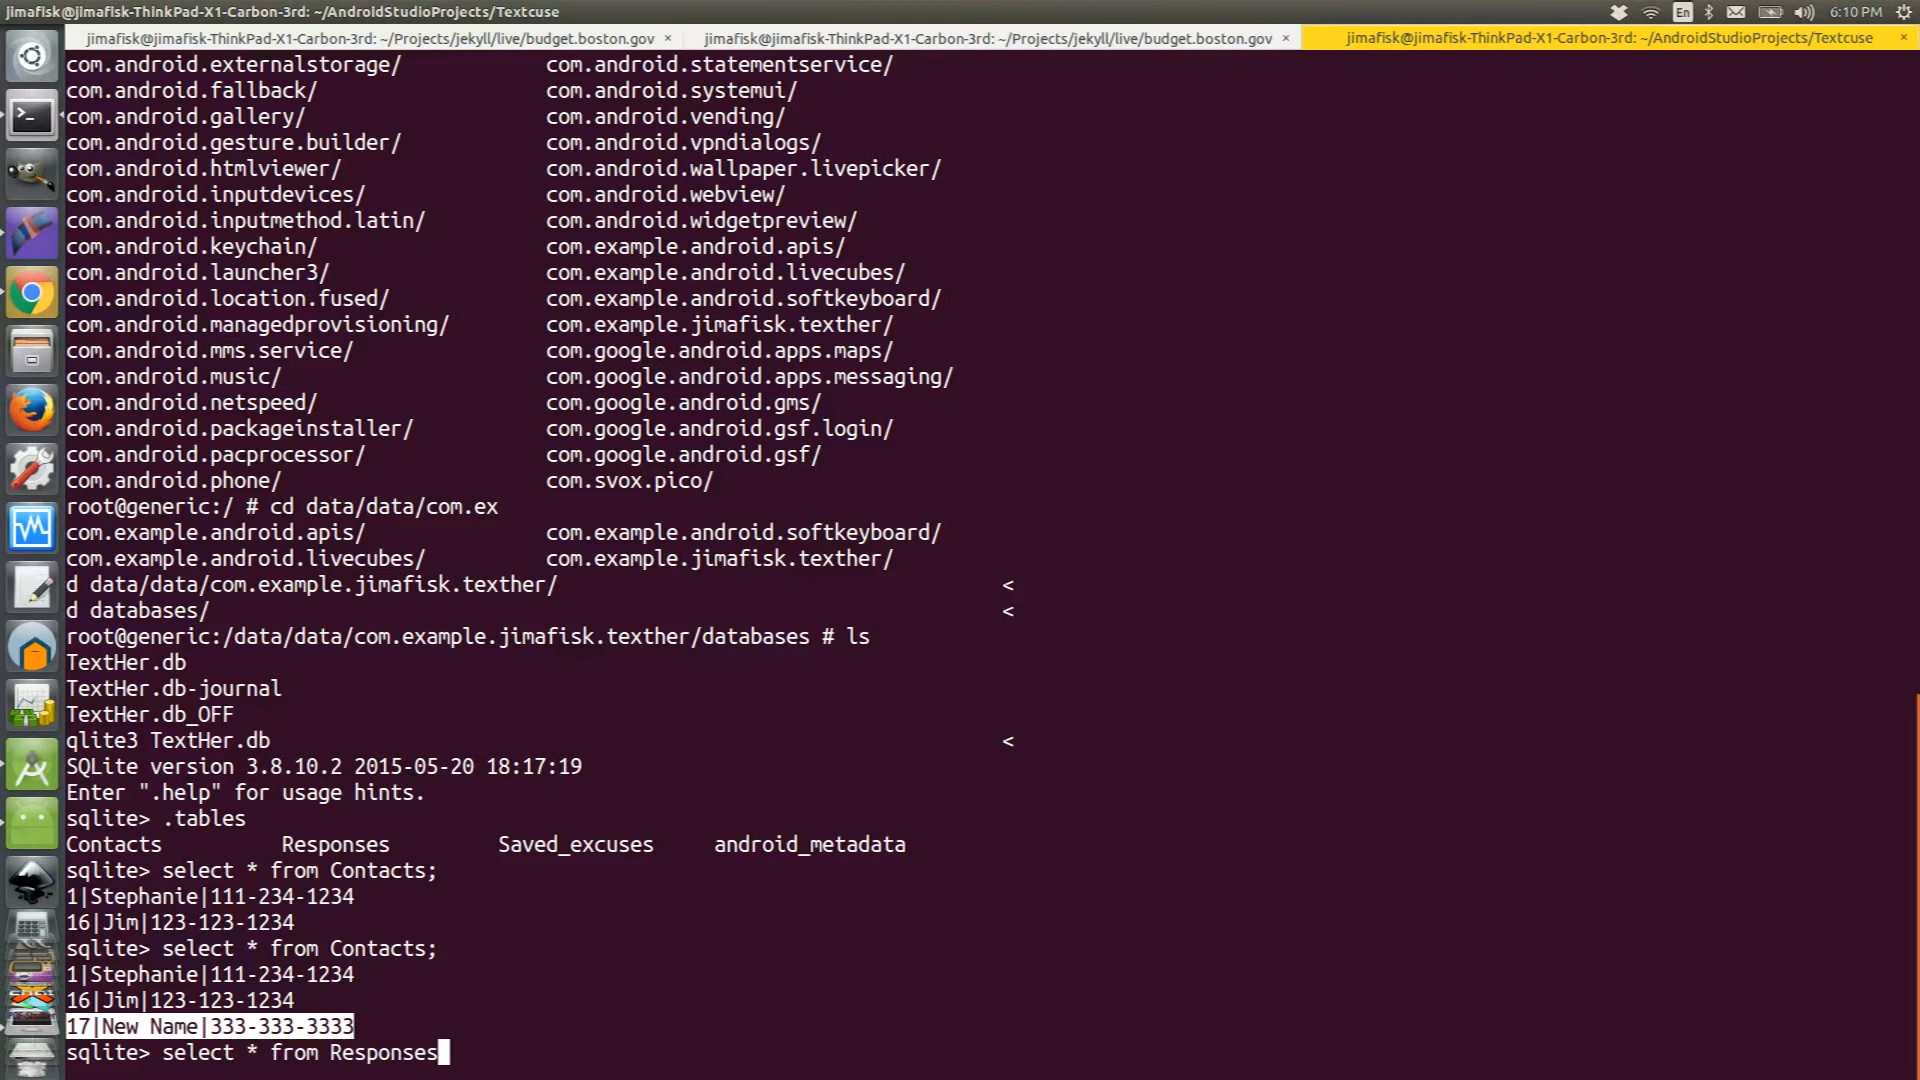 jimafisk@jimafisk-ThinkPad-X1-Carbon-3rd: ~/AndroidStudioProjects/Textcuse
En
6:10 PM
jimafisk@jimafisk-ThinkPad-X1-Carbon-3rd: ~/Projects/jekyll/live/budget.boston.gov ×
jimafisk@jimafisk-ThinkPad-X1-Carbon-3rd: ~/Projects/jekyll/live/budget.boston.gov ×
jimafisk@jimafisk-ThinkPad-X1-Carbon-3rd: ~/AndroidStudioProjects/Textcuse ×
com.android.externalstorage/ com.android.statementservice/
com.android.fallback/ com.android.systemui/
com.android.gallery/ com.android.vending/
com.android.gesture.builder/ com.android.vpndialogs/
com.android.htmlviewer/ com.android.wallpaper.livepicker/
com.android.inputdevices/ com.android.webview/
com.android.inputmethod.latin/ com.android.widgetpreview/
com.android.keychain/ com.example.android.apis/
com.android.launcher3/ com.example.android.livecubes/
com.android.location.fused/ com.example.android.softkeyboard/
com.android.managedprovisioning/ com.example.jimafisk.texther/
com.android.mms.service/ com.google.android.apps.maps/
com.android.music/ com.google.android.apps.messaging/
com.android.netspeed/ com.google.android.gms/
com.android.packageinstaller/ com.google.android.gsf.login/
com.android.pacprocessor/ com.google.android.gsf/
com.android.phone/ com.svox.pico/
root@generic:/ # cd data/data/com.ex
com.example.android.apis/ com.example.android.softkeyboard/
com.example.android.livecubes/ com.example.jimafisk.texther/
d data/data/com.example.jimafisk.texther/ <
d databases/ <
root@generic:/data/data/com.example.jimafisk.texther/databases # ls
TextHer.db
TextHer.db-journal
TextHer.db_OFF
qlite3 TextHer.db <
SQLite version 3.8.10.2 2015-05-20 18:17:19
Enter ".help" for usage hints.
sqlite> .tables
Contacts Responses Saved_excuses android_metadata
sqlite> select * from Contacts;
1|Stephanie|111-234-1234
16|Jim|123-123-1234
sqlite> select * from Contacts;
1|Stephanie|111-234-1234
16|Jim|123-123-1234
17|New Name|333-333-3333
sqlite> select * from Responses